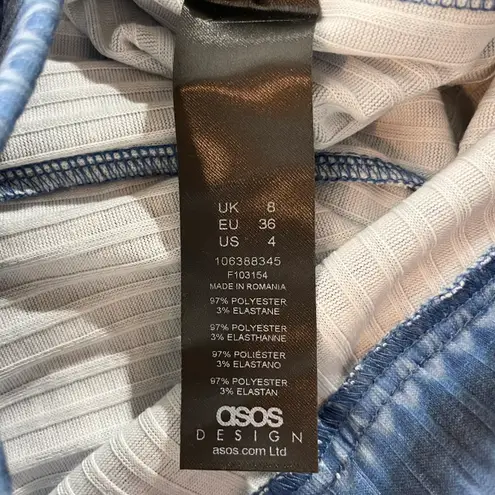 UK 8
EU 36
US 4
106388345
F103154
MADE IN ROMANIA
97% POLYESTER
3% ELASTANE
97% POLYESTER
3% ELASTHANNE
97% POLIÉSTER
3% ELASTANO
97% POLYESTER
3% ELASTAN
asos
DESIGN
asos.com Ltd